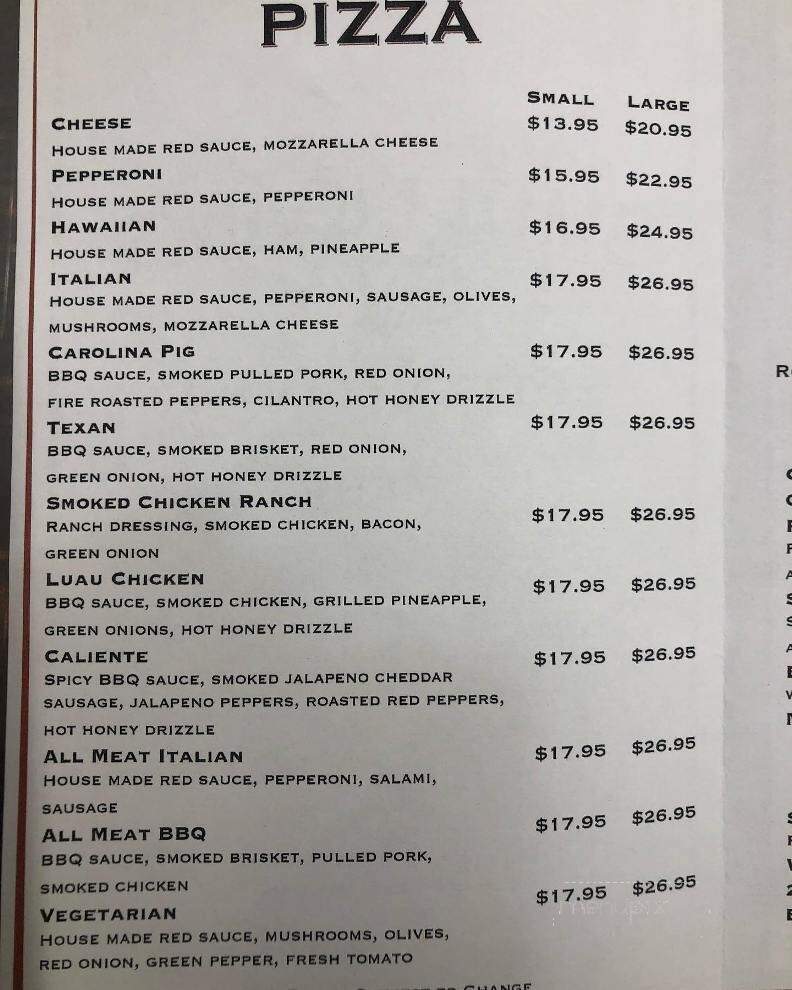 PIZZA
SMALL LARGE
CHEESE $13.95 $20.95
HOUSE MADE RED SAUCE, MOZZARELLA CHEESE
PEPPERONI $15.95 $22.95
HOUSE MADE RED SAUCE, PEPPERONI
HAWAIIAN $16.95 $24.95
HOUSE MADE RED SAUCE, HAM, PINEAPPLE
ITALIAN $17.95 $26.95
HOUSE MADE RED SAUCE, PEPPERONI, SAUSAGE, OLIVES,
MUSHROOMS, MOZZARELLA CHEESE
CAROLINA PIG $17.95 $26.95
BBQ SAUCE, SMOKED PULLED PORK, RED ONION,
FIRE ROASTED PEPPERS, CILANTRO, HOT HONEY DRIZZLE
TEXAN $17.95 $26.95
BBQ SAUCE, SMOKED BRISKET, RED ONION,
GREEN ONION, HOT HONEY DRIZZLE
SMOKED CHICKEN RANCH $17.95 $26.95
RANCH DRESSING, SMOKED CHICKEN, BACON,
GREEN ONION
LUAU CHICKEN $17.95 $26.95
BBQ SAUCE, SMOKED CHICKEN, GRILLED PINEAPPLE,
GREEN ONIONS, HOT HONEY DRIZZLE
CALIENTE $17.95 $26.95
SPICY BBQ SAUCE, SMOKED JALAPENO CHEDDAR
SAUSAGE, JALAPENO PEPPERS, ROASTED RED PEPPERS,
HOT HONEY DRIZZLE
ALL MEAT ITALIAN $17.95 $26.95
HOUSE MADE RED SAUCE, PEPPERONI, SALAMI,
SAUSAGE
ALL MEAT BBQ $17.95 $26.95
BBQ SAUCE, SMOKED BRISKET, PULLED PORK,
SMOKED CHICKEN
VEGETARIAN $17.95 $26.95
HOUSE MADE RED SAUCE, MUSHROOMS, OLIVES,
RED ONION, GREEN PEPPER, FRESH TOMATO
TO CHANGE